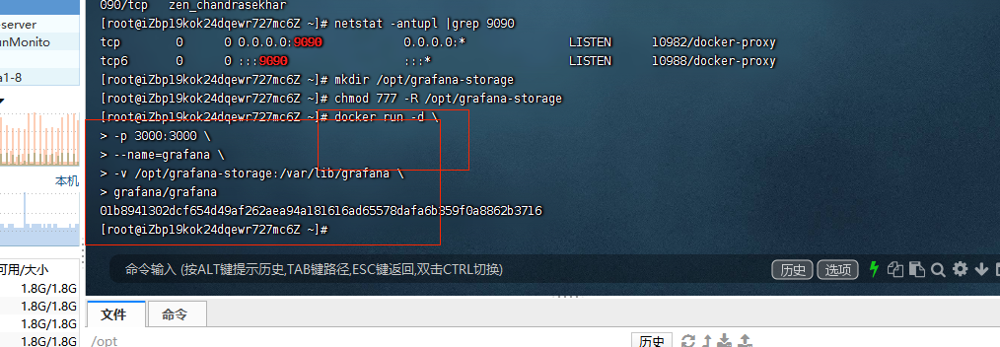 090/tcp   zen_chandrasekhar
[root@iZbp19kok24dqewr727mc6Z ~]# netstat -antupl |grep 9090
tcp        0      0 0.0.0.0:9090            0.0.0.0:*               LISTEN      10982/docker-proxy
tcp6       0      0 :::9090                 :::*                    LISTEN      10988/docker-proxy
[root@iZbp19kok24dqewr727mc6Z ~]# mkdir /opt/grafana-storage
[root@iZbp19kok24dqewr727mc6Z ~]# chmod 777 -R /opt/grafana-storage
[root@iZbp19kok24dqewr727mc6Z ~]# docker run -d \
> -p 3000:3000 \
> --name=grafana \
> -v /opt/grafana-storage:/var/lib/grafana \
> grafana/grafana
01b8941302dcf654d49af262aea94a181616ad65578dafa6b359f0a8862b3716
[root@iZbp19kok24dqewr727mc6Z ~]#
-server
unMonito
a1-8
本机
可用/大小
1.8G/1.8G
1.8G/1.8G
1.8G/1.8G
1.8G/1.8G
命令输入 (按ALT键提示历史,TAB键路径,ESC键返回,双击CTRL切换)
历史 选项
文件 命令
/opt
历史